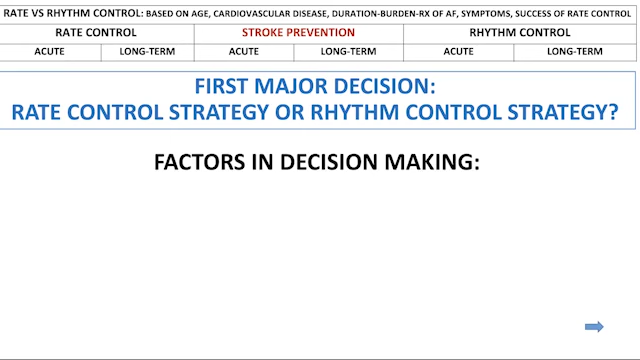 RATE VS RHYTHM CONTROL: BASED ON AGE, CARDIOVASCULAR DISEASE, DURATION-BURDEN-RX OF AF, SYMPTOMS, SUCCESS OF RATE CONTROL
RATE CONTROL STROKE PREVENTION RHYTHM CONTROL
ACUTE LONG-TERM ACUTE LONG-TERM ACUTE LONG-TERM
FIRST MAJOR DECISION:
RATE CONTROL STRATEGY OR RHYTHM CONTROL STRATEGY?
FACTORS IN DECISION MAKING: